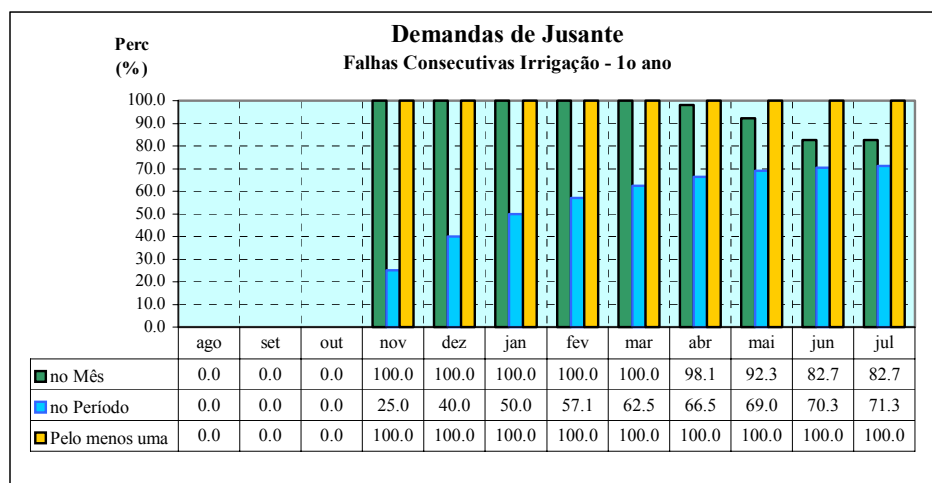 Demandas de Jusante
Falhas Consecutivas Irrigação - 1o ano
Perc
(%)
100.0
90.0
80.0
70.0
60.0
50.0
40.0
30.0
20.0
10.0
0.0
ago set out nov dez jan fev mar abr mai jun jul
no Mês 0.0 0.0 0.0 100.0 100.0 100.0 100.0 100.0 98.1 92.3 82.7 82.7
no Período 0.0 0.0 0.0 25.0 40.0 50.0 57.1 62.5 66.5 69.0 70.3 71.3
Pelo menos uma 0.0 0.0 0.0 100.0 100.0 100.0 100.0 100.0 100.0 100.0 100.0 100.0